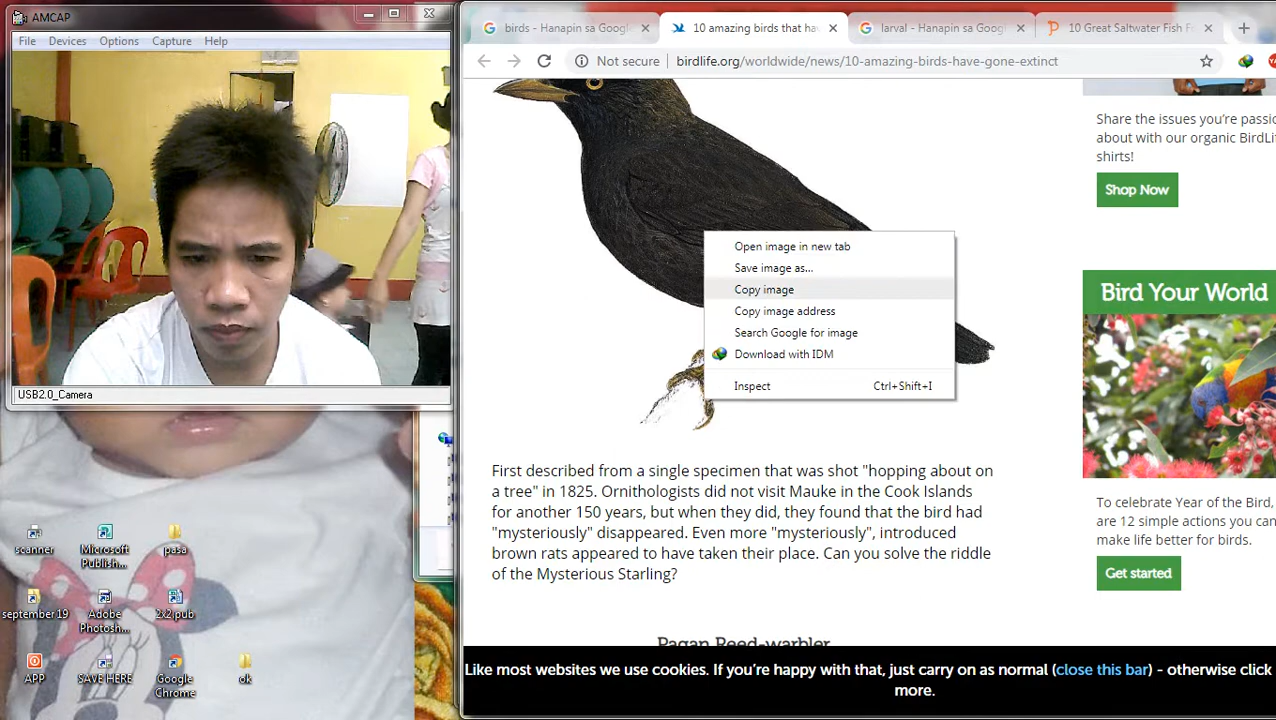 AMCAP
File Devices Options Capture Help
USB2.0_Camera
scanner
Microsoft Publish...
pasa
september 19
Adobe Photosh...
2x2 pub
APP
SAVE HERE
Google Chrome
ok
birds - Hanapin sa Google
10 amazing birds that hav
larval - Hanapin sa Google
10 Great Saltwater Fish F
Not secure birdlife.org/worldwide/news/10-amazing-birds-have-gone-extinct
Open image in new tab
Save image as...
Copy image
Copy image address
Search Google for image
Download with IDM
Inspect Ctrl+Shift+I
First described from a single specimen that was shot "hopping about on
a tree" in 1825. Ornithologists did not visit Mauke in the Cook Islands
for another 150 years, but when they did, they found that the bird had
"mysteriously" disappeared. Even more "mysteriously", introduced
brown rats appeared to have taken their place. Can you solve the riddle
of the Mysterious Starling?
Pagan Reed-warbler
Share the issues you're passio
about with our organic BirdLi
shirts!
Shop Now
Bird Your World
To celebrate Year of the Bird,
are 12 simple actions you can
make life better for birds.
Get started
Like most websites we use cookies. If you're happy with that, just carry on as normal (close this bar) - otherwise click
more.